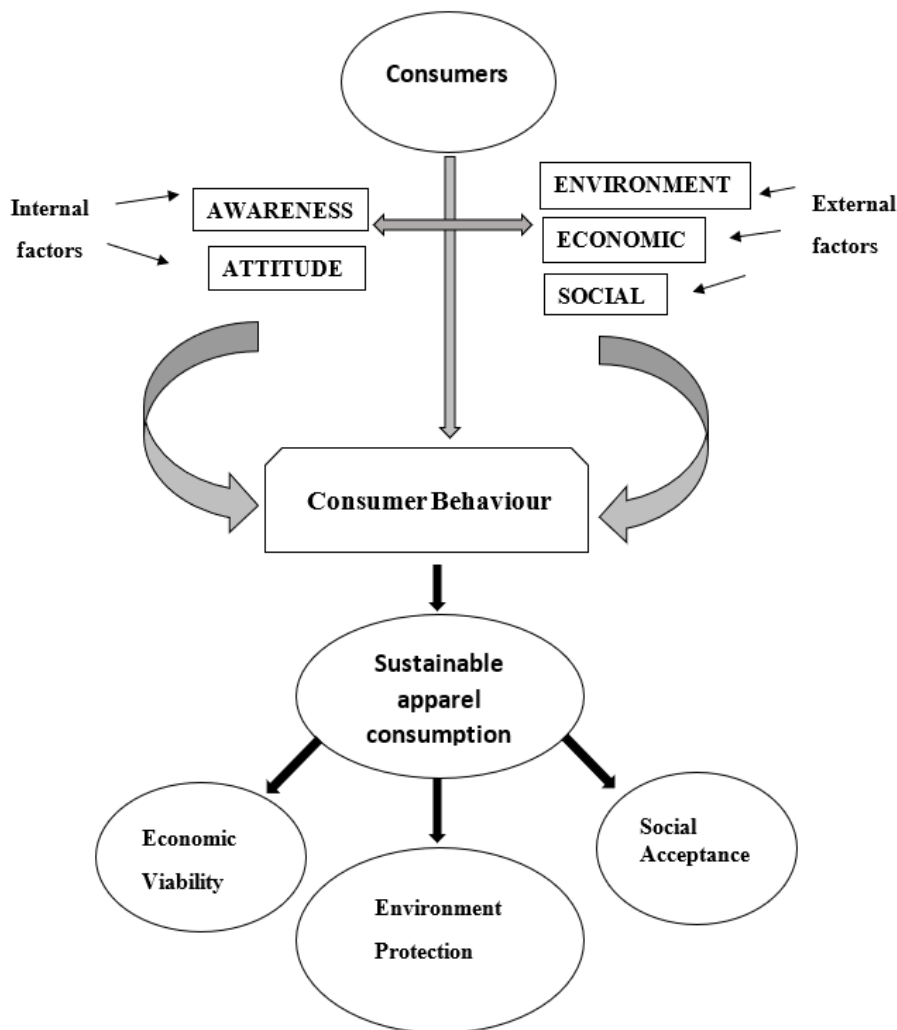 Consumers
Internal
factors
AWARENESS
ATTITUDE
ENVIRONMENT
ECONOMIC
SOCIAL
External
factors
Consumer Behaviour
Sustainable
apparel
consumption
Economic
Viability
Environment
Protection
Social
Acceptance